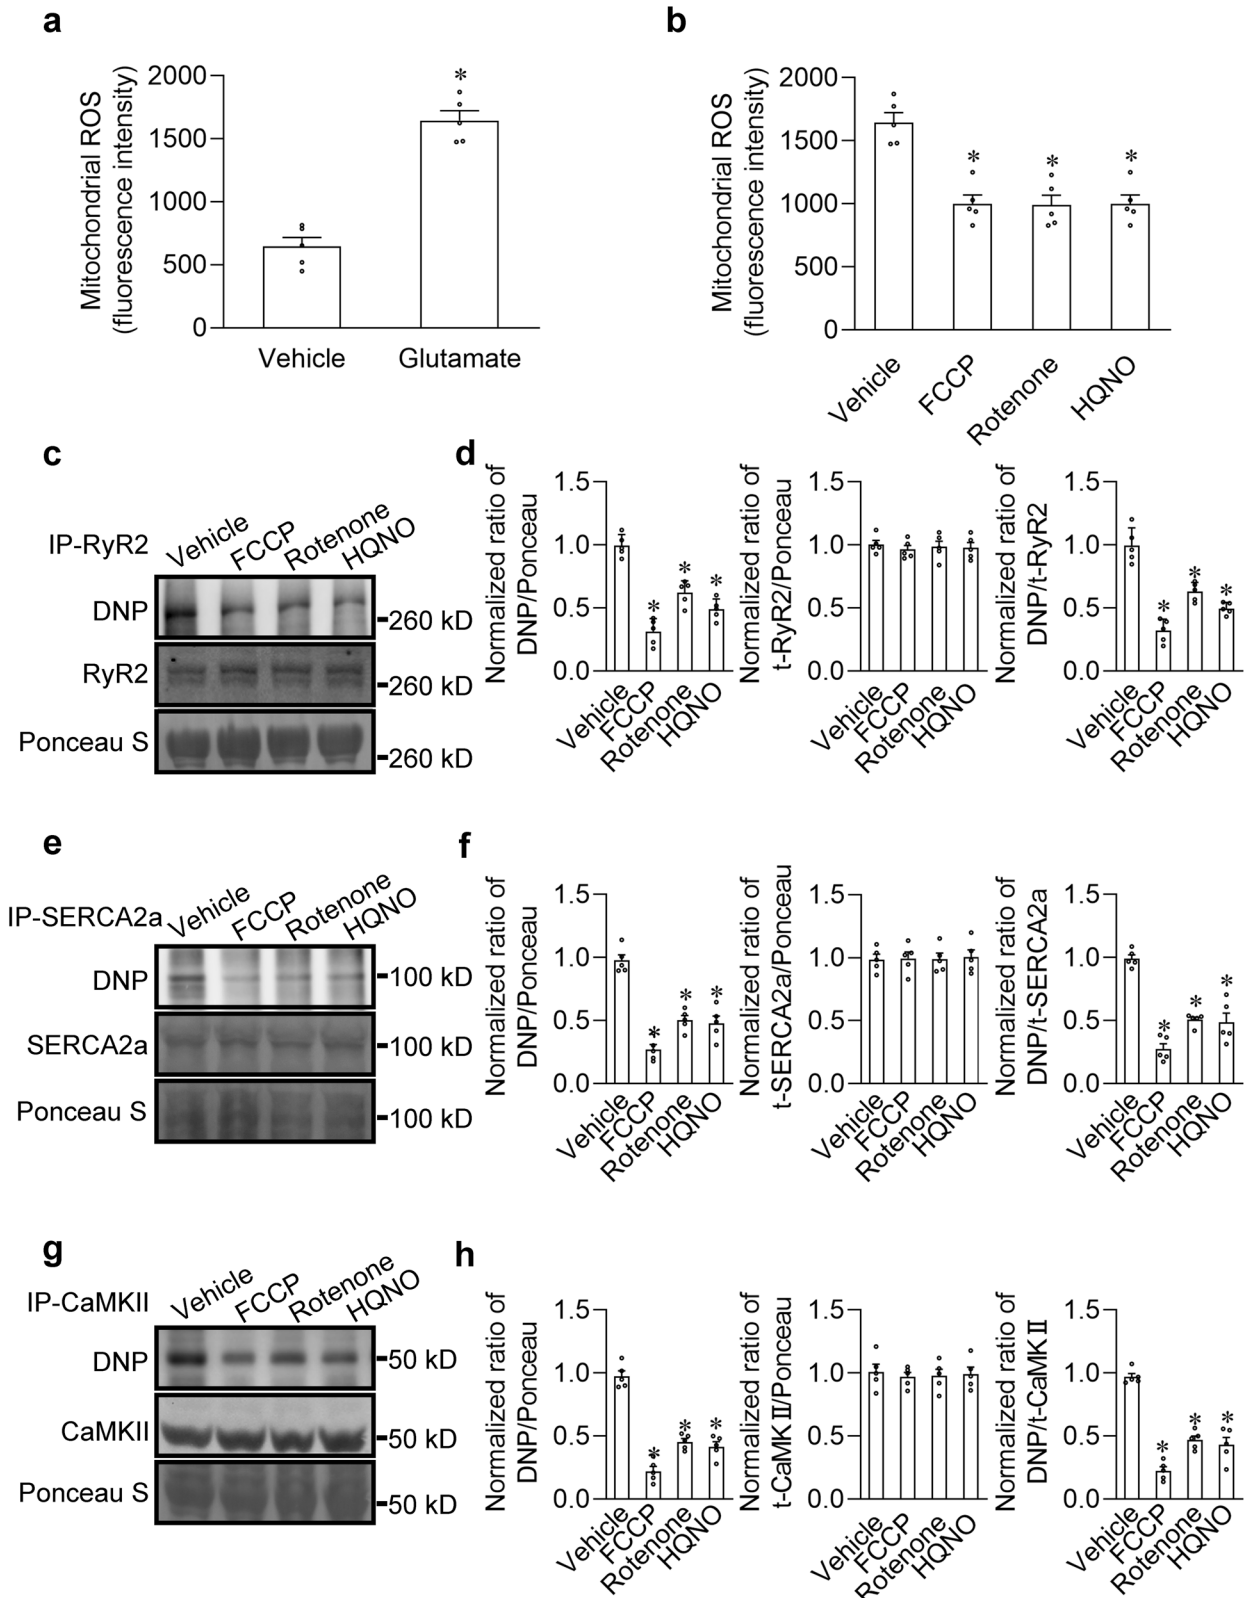 a
Mitochondrial ROS
(fluorescence intensity)
2000
1500
1000
500
0
*
Vehicle
Glutamate
b
Mitochondrial ROS
(fluorescence intensity)
2000
1500
1000
500
0
* * *
Vehicle
FCCP
Rotenone
HQNO
c
IP-RyR2
Vehicle
FCCP
Rotenone
HQNO
DNP
260 kD
RyR2
260 kD
Ponceau S
260 kD
d
Normalized ratio of
DNP/Ponceau
1.5
1.0
0.5
0.0
* * *
Vehicle
FCCP
Rotenone
HQNO
Normalized ratio of
t-RyR2/Ponceau
1.5
1.0
0.5
0.0
Vehicle
FCCP
Rotenone
HQNO
Normalized ratio of
DNP/t-RyR2
1.5
1.0
0.5
0.0
* * *
Vehicle
FCCP
Rotenone
HQNO
e
IP-SERCA2a
Vehicle
FCCP
Rotenone
HQNO
DNP
100 kD
SERCA2a
100 kD
Ponceau S
100 kD
f
Normalized ratio of
DNP/Ponceau
1.5
1.0
0.5
0.0
* * *
Vehicle
FCCP
Rotenone
HQNO
Normalized ratio of
t-SERCA2a/Ponceau
1.5
1.0
0.5
0.0
Vehicle
FCCP
Rotenone
HQNO
Normalized ratio of
DNP/t-SERCA2a
1.5
1.0
0.5
0.0
* * *
Vehicle
FCCP
Rotenone
HQNO
g
IP-CaMKII
Vehicle
FCCP
Rotenone
HQNO
DNP
50 kD
CaMKII
50 kD
Ponceau S
50 kD
h
Normalized ratio of
DNP/Ponceau
1.5
1.0
0.5
0.0
* * *
Vehicle
FCCP
Rotenone
HQNO
Normalized ratio of
t-CaMKⅡ/Ponceau
1.5
1.0
0.5
0.0
Vehicle
FCCP
Rotenone
HQNO
Normalized ratio of
DNP/t-CaMKⅡ
1.5
1.0
0.5
0.0
* * *
Vehicle
FCCP
Rotenone
HQNO